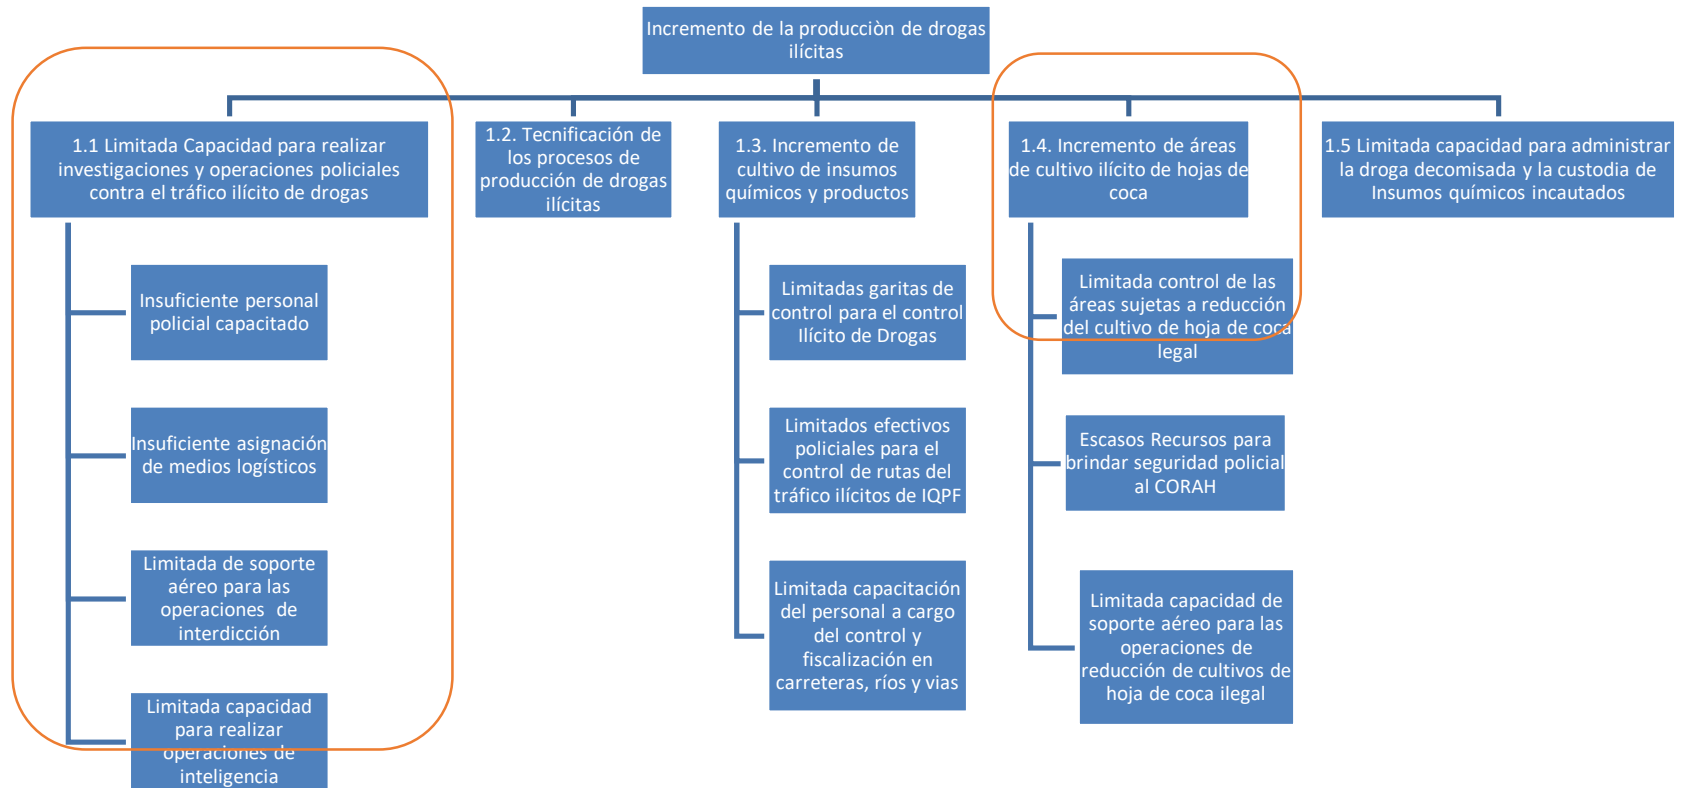 Incremento de la producciòn de drogas
ilícitas
1.1 Limitada Capacidad para realizar
investigaciones y operaciones policiales
contra el tráfico ilícito de drogas
1.2. Tecnificación de
los procesos de
producción de drogas
ilícitas
1.3. Incremento de
cultivo de insumos
químicos y productos
1.4. Incremento de áreas
de cultivo ilícito de hojas de
coca
1.5 Limitada capacidad para administrar
la droga decomisada y la custodia de
Insumos químicos incautados
Insuficiente personal
policial capacitado
Insuficiente asignación
de medios logísticos
Limitada de soporte
aéreo para las
operaciones de
interdicción
Limitada capacidad
para realizar
operaciones de
inteligencia
Limitadas garitas de
control para el control
Ilícito de Drogas
Limitados efectivos
policiales para el
control de rutas del
tráfico ilícitos de IQPF
Limitada capacitación
del personal a cargo
del control y
fiscalización en
carreteras, ríos y vias
Limitada control de las
áreas sujetas a reducción
del cultivo de hoja de coca
legal
Escasos Recursos para
brindar seguridad policial
al CORAH
Limitada capacidad de
soporte aéreo para las
operaciones de
reducción de cultivos de
hoja de coca ilegal